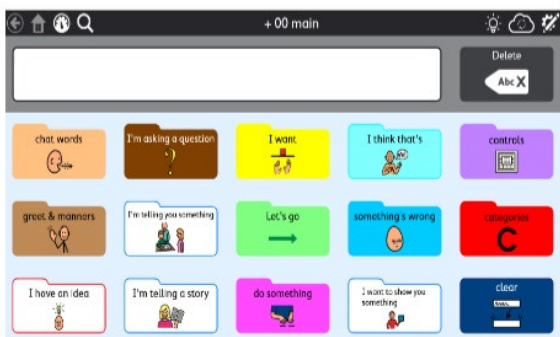 + 00 main
Delete
Abc X
chat words
I'm asking a question
?
I want
I think that's
controls
greet & manners
I'm telling you something
Let's go
something's wrong
categories
C
I have an idea
I'm telling a story
do something
I want to show you
something
clear